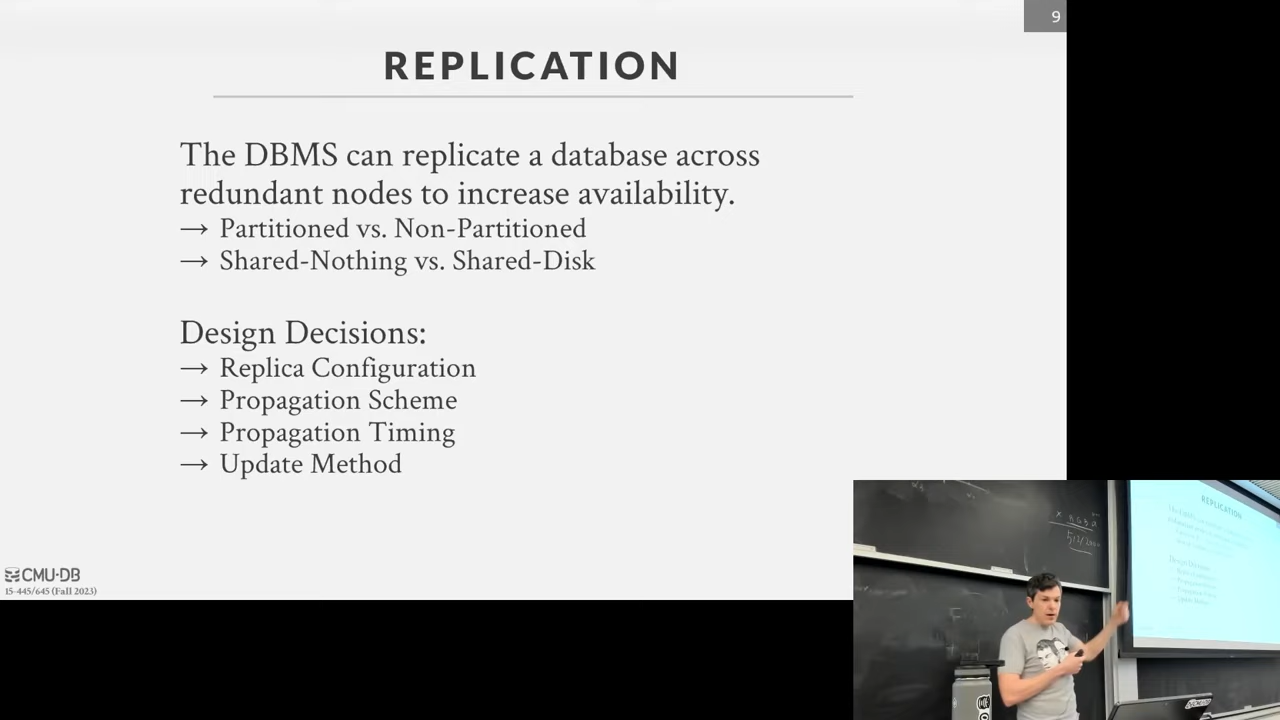 9
REPLICATION
The DBMS can replicate a database across
redundant nodes to increase availability.
→ Partitioned vs. Non-Partitioned
→ Shared-Nothing vs. Shared-Disk
Design Decisions:
→ Replica Configuration
→ Propagation Scheme
→ Propagation Timing
→ Update Method
CMU·DB
15-445/645 (Fall 2023)
REPLICATION